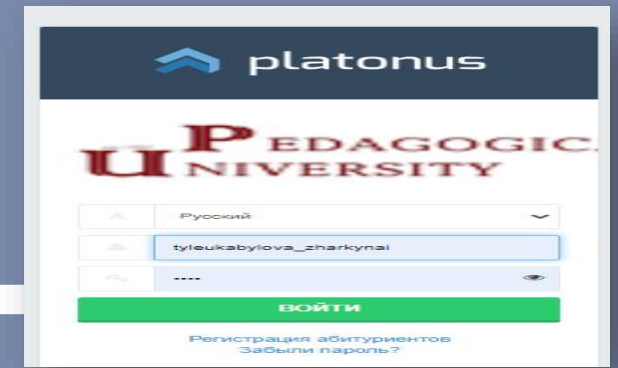 platonus
PEDAGOGIC
UNIVERSITY
Русский
tyleukabylova_zharkynai
....
ВОЙТИ
Регистрация абитуриентов
Забыли пароль?